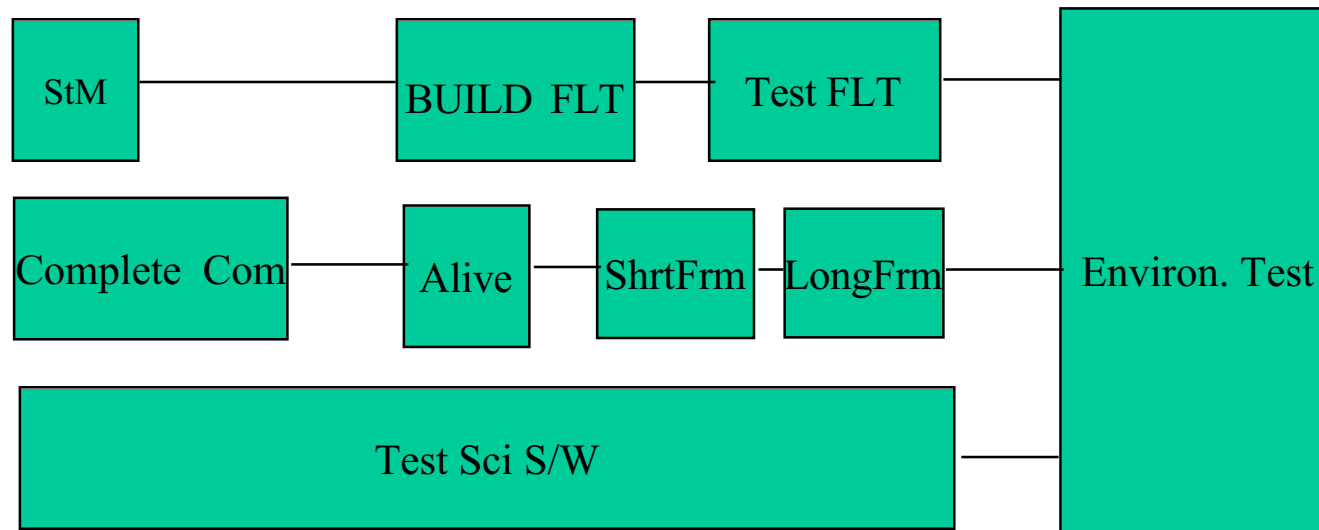 StM
BUILD FLT
Test FLT
Complete Com
Alive
ShrtFrm
LongFrm
Environ. Test
Test Sci S/W